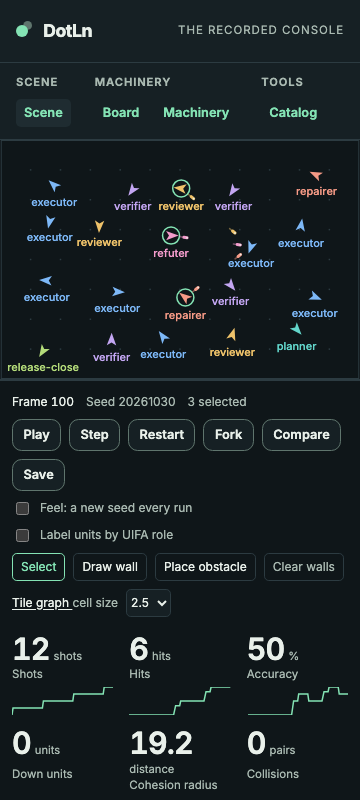 DotLn
THE RECORDED CONSOLE
SCENE MACHINERY TOOLS
Scene Board Machinery Catalog
repairer
executor verifier reviewer verifier
executor reviewer executor
refuter executor
executor verifier
executor repairer executor
planner
verifier executor reviewer
release-close
Frame 100 Seed 20261030 3 selected
Play Step Restart Fork Compare
Save
Feel: a new seed every run
Label units by UIFA role
Select Draw wall Place obstacle Clear walls
Tile graph cell size 2.5
12 shots 6 hits 50 %
Shots Hits Accuracy
0 units 19.2 distance 0 pairs
Down units Cohesion radius Collisions